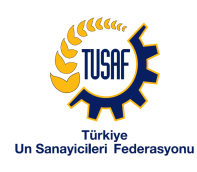 TUSAF
Türkiye
Un Sanayicileri Federasyonu